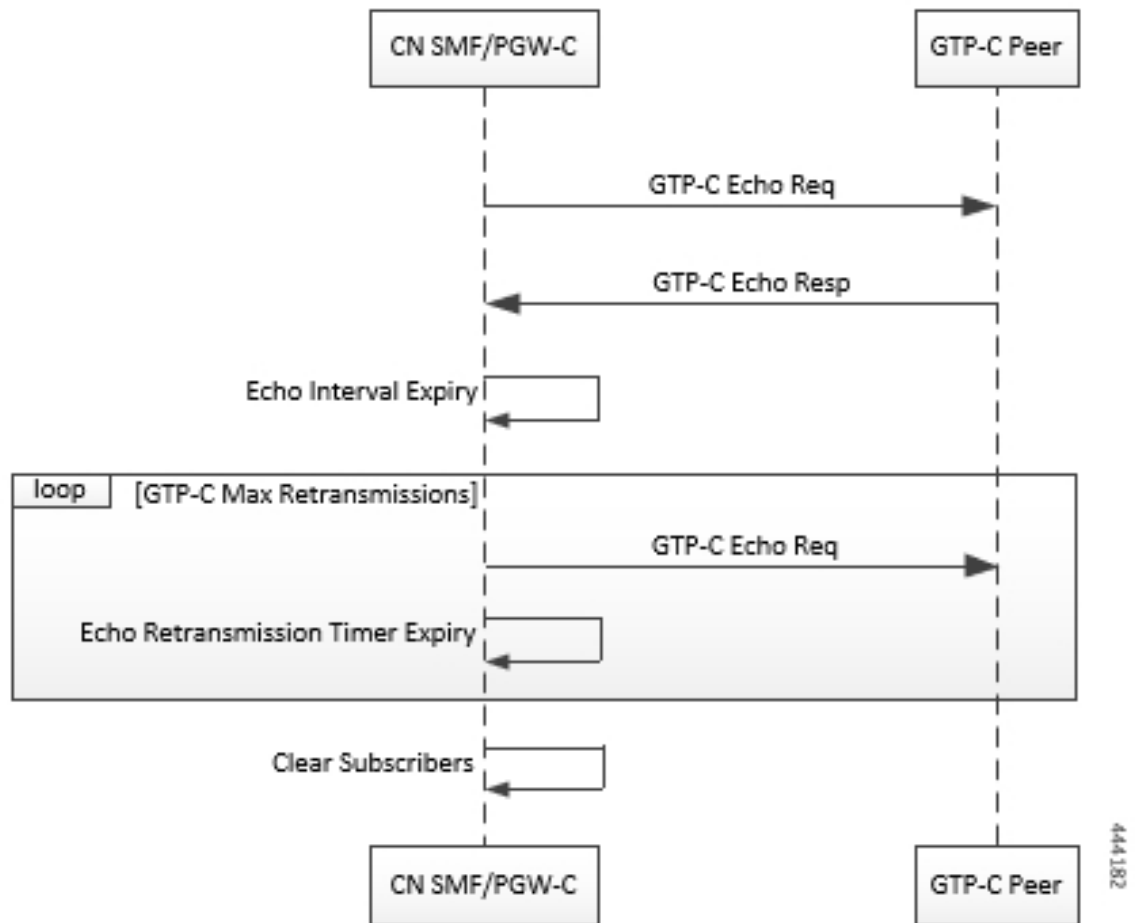 CN SMF/PGW-C
GTP-C Peer
GTP-C Echo Req
GTP-C Echo Resp
Echo Interval Expiry
loop
[GTP-C Max Retransmissions]
GTP-C Echo Req
Echo Retransmission Timer Expiry
Clear Subscribers
CN SMF/PGW-C
GTP-C Peer
444182